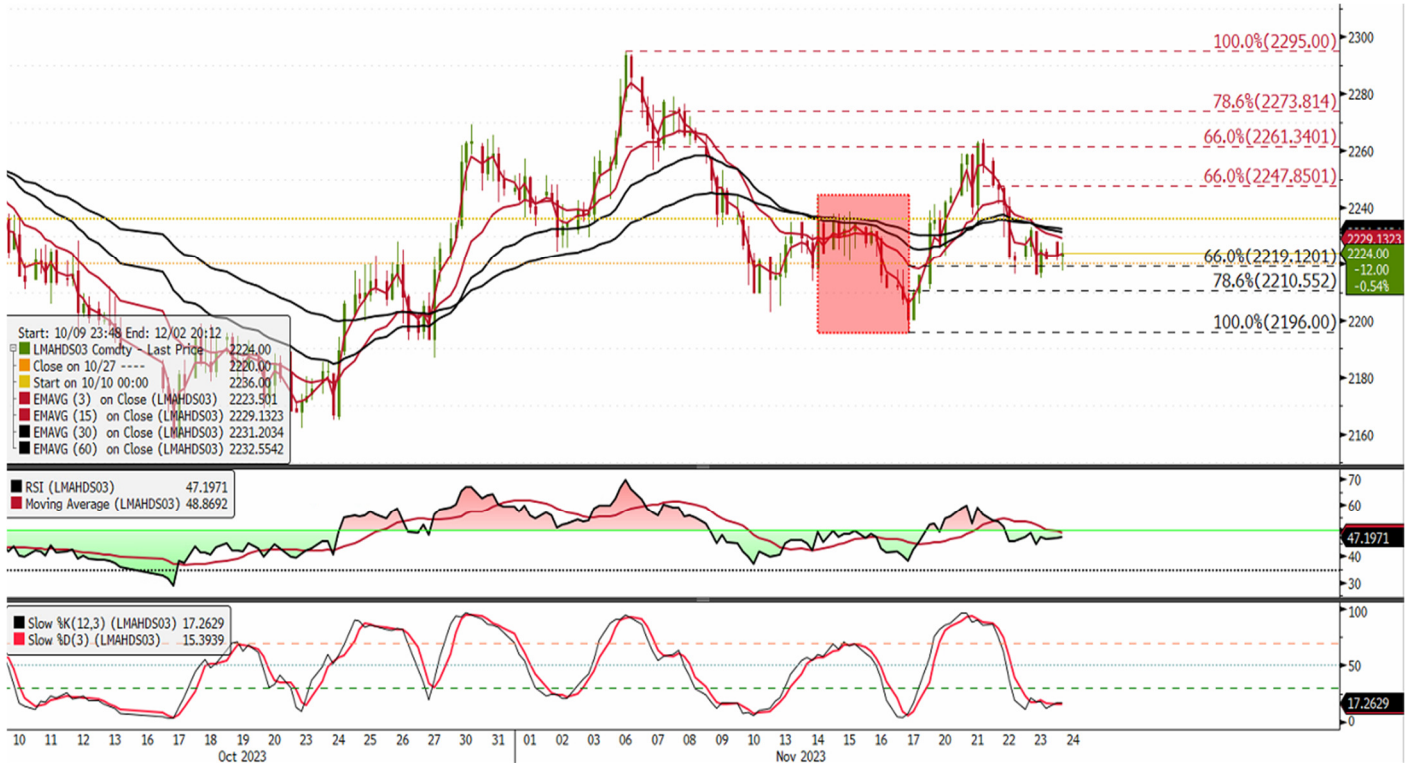 100.0%(2295.00)
78.6%(2273.814)
66.0%(2261.3401)
66.0%(2247.8501)
66.0%(2219.1201)
78.6%(2210.552)
100.0%(2196.00)
2300
2280
2260
2240
2229.1323
2224.00
-12.00
-0.54%
2200
2180
2160
Start: 10/09 23:48 End: 12/02 20:12
LMAHDS03 Comdty - Last Price 2224.00
Close on 10/27 ---- 2220.00
Start on 10/10 00:00 2236.00
EMAVG (3) on Close (LMAHDS03) 2223.501
EMAVG (15) on Close (LMAHDS03) 2229.1323
EMAVG (30) on Close (LMAHDS03) 2231.2034
EMAVG (60) on Close (LMAHDS03) 2232.5542
RSI (LMAHDS03) 47.1971
Moving Average (LMAHDS03) 48.8692
70
60
47.1971
40
30
Slow %K(12,3) (LMAHDS03) 17.2629
Slow %D(3) (LMAHDS03) 15.3939
100
50
17.2629
0
10 11 12 13 16 17 18 19 20 23 24 25 26 27 30 31 01 02 03 06 07 08 09 10 13 14 15 16 17 20 21 22 23 24
Oct 2023 Nov 2023